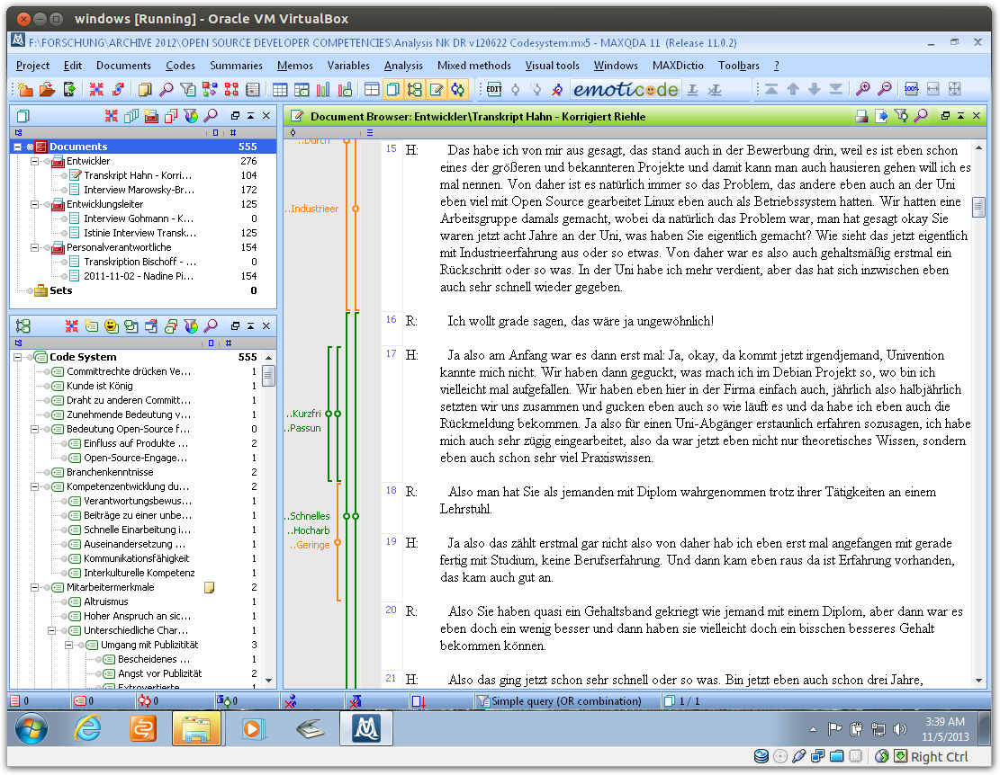 windows [Running] - Oracle VM VirtualBox
F:\FORSCHUNG\ARCHIVE 2012\OPEN SOURCE DEVELOPER COMPETENCIES\Analysis NK DR v120622 Codesystem.mx5 - MAXQDA 11 (Release 11.0.2)
Project Edit Documents Codes Summaries Memos Variables Analysis Mixed methods Visual tools Windows MAXDictio Toolbars ?
EDIT emoticode 100%
Document Browser: Entwickler\Transkript Hahn - Korrigiert Riehle
Documents 555
Entwickler 276
Transkript Hahn - Korri... 104
Interview Marowsky-Br... 172
Entwicklungsleiter 125
Interview Gohmann - K... 0
Istinie Interview Transk... 125
Personalverantwortliche 154
Transkription Bischoff - ... 0
2011-11-02 - Nadine Pi... 154
Sets 0
Code System 555
Committrechte drücken Ve... 1
Kunde ist König 1
Draht zu anderen Committ... 1
Zunehmende Bedeutung v... 1
Bedeutung Open-Source f... 0
Einfluss auf Produkte ... 2
Open-Source-Engage... 1
Branchenkenntnisse 2
Kompetenzentwicklung du... 2
Verantwortungsbewus... 1
Beiträge zu einer unbe... 1
Schnelle Einarbeitung i... 1
Auseinandersetzung ... 1
Kommunikationsfähigkeit 1
Interkulturelle Kompetenz 1
Mitarbeitermerkmale 2
Altruismus 1
Hoher Anspruch an sic... 1
Unterschiedliche Char... 1
Umgang mit Publizitität 3
Bescheidenes ... 1
Angst vor Publizität 2
Extrovertierte
..Durch
..Industrieer
..Kurzfri
..Passun
..Schnelles
..Hocharb
..Geringe
15 H: Das habe ich von mir aus gesagt, das stand auch in der Bewerbung drin, weil es ist eben schon
eines der größeren und bekannteren Projekte und damit kann man auch hausieren gehen will ich es
mal nennen. Von daher ist es natürlich immer so das Problem, das andere eben auch an der Uni
eben viel mit Open Source gearbeitet Linux eben auch als Betriebssystem hatten. Wir hatten eine
Arbeitsgruppe damals gemacht, wobei da natürlich das Problem war, man hat gesagt okay Sie
waren jetzt acht Jahre an der Uni, was haben Sie eigentlich gemacht? Wie sieht das jetzt eigentlich
mit Industrieerfahrung aus oder so etwas. Von daher war es also auch gehaltsmäßig erstmal ein
Rückschritt oder so was. In der Uni habe ich mehr verdient, aber das hat sich inzwischen eben
auch sehr schnell wieder gegeben.
16 R: Ich wollt grade sagen, das wäre ja ungewöhnlich!
17 H: Ja also am Anfang war es dann erst mal: Ja, okay, da kommt jetzt irgendjemand, Univention
kannte mich nicht. Wir haben dann geguckt, was mach ich im Debian Projekt so, wo bin ich
vielleicht mal aufgefallen. Wir haben eben hier in der Firma einfach auch, jährlich also halbjährlich
setzten wir uns zusammen und gucken eben auch so wie läuft es und da habe ich eben auch die
Rückmeldung bekommen. Ja also für einen Uni-Abgänger erstaunlich erfahren sozusagen, ich habe
mich auch sehr zügig eingearbeitet, also da war jetzt eben nicht nur theoretisches Wissen, sondern
eben auch schon sehr viel Praxiswissen.
18 R: Also man hat Sie als jemanden mit Diplom wahrgenommen trotz ihrer Tätigkeiten an einem
Lehrstuhl.
19 H: Ja also das zählt erstmal gar nicht also von daher hab ich eben erst mal angefangen mit gerade
fertig mit Studium, keine Berufserfahrung. Und dann kam eben raus da ist Erfahrung vorhanden,
das kam auch gut an.
20 R: Also Sie haben quasi ein Gehaltsband gekriegt wie jemand mit einem Diplom, aber dann war es
eben doch ein wenig besser und dann haben sie vielleicht doch ein bisschen besseres Gehalt
bekommen können.
21 H: Also das ging jetzt schon sehr schnell oder so was. Bin jetzt eben auch schon drei Jahre,
0 0 0 0 Simple query (OR combination) 1 / 1
3:39 AM
11/5/2013
Right Ctrl